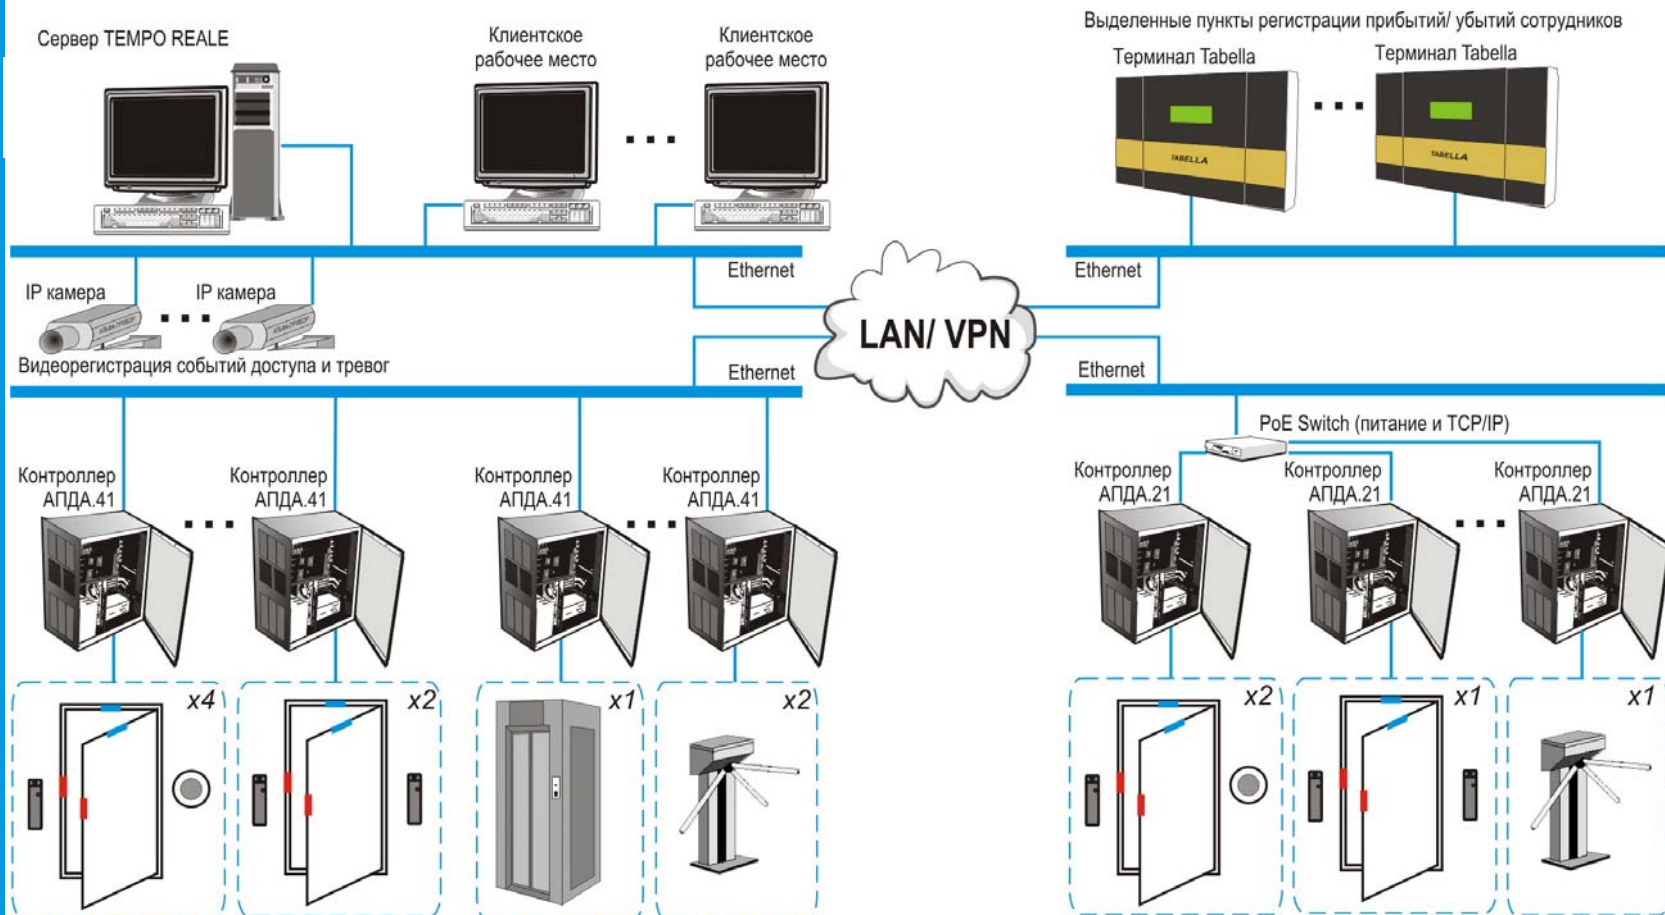 Сервер TEMPO REALE
Клиентское
рабочее место
Клиентское
рабочее место
Выделенные пункты регистрации прибытий/ убытий сотрудников
Терминал Tabella
Терминал Tabella
TABELLA
TABELLA
Ethernet
Ethernet
IP камера
IP камера
Видеорегистрация событий доступа и тревог
LAN/ VPN
Ethernet
Ethernet
PoE Switch (питание и TCP/IP)
Контроллер
АПДА.41
Контроллер
АПДА.41
Контроллер
АПДА.41
Контроллер
АПДА.41
Контроллер
АПДА.21
Контроллер
АПДА.21
Контроллер
АПДА.21
x4
x2
x1
x2
x2
x1
x1